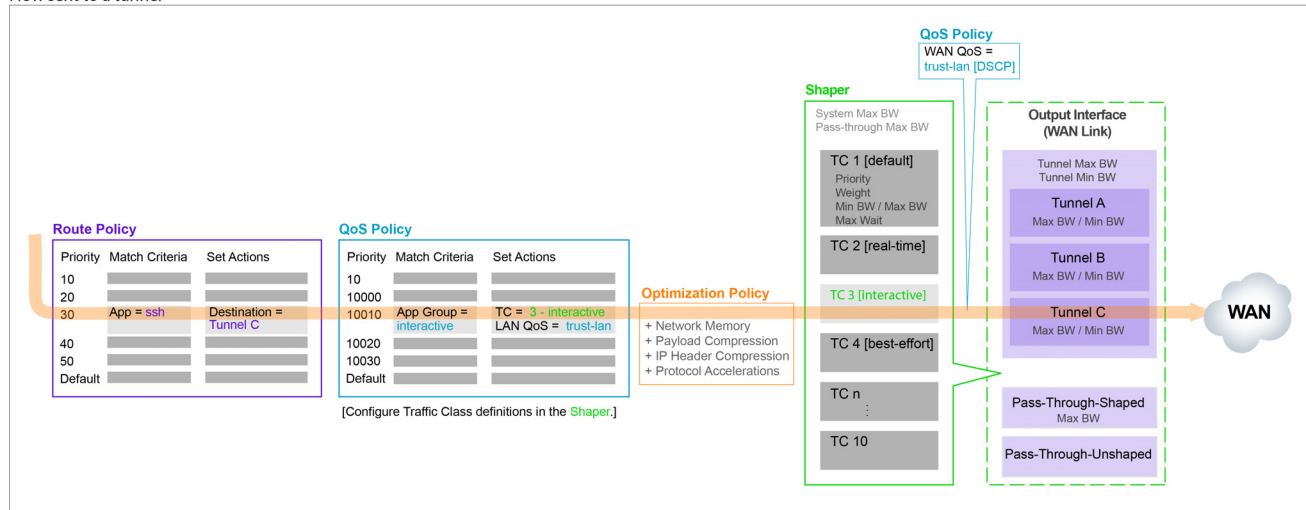 Flow sent to a tunnel
QoS Policy
WAN QoS =
trust-lan [DSCP]
Route Policy
Priority Match Criteria Set Actions
10
20
30 App = ssh Destination =
Tunnel C
40
50
Default
QoS Policy
Priority Match Criteria Set Actions
10
10000
10010 App Group = TC = 3 - interactive
interactive LAN QoS = trust-lan
10020
10030
Default
[Configure Traffic Class definitions in the Shaper.]
Optimization Policy
+ Network Memory
+ Payload Compression
+ IP Header Compression
+ Protocol Accelerations
Shaper
System Max BW
Pass-through Max BW
TC 1 [default]
Priority
Weight
Min BW / Max BW
Max Wait
TC 2 [real-time]
TC 3 [interactive]
TC 4 [best-effort]
TC n
⋮
TC 10
Output Interface
(WAN Link)
Tunnel Max BW
Tunnel Min BW
Tunnel A
Max BW / Min BW
Tunnel B
Max BW / Min BW
Tunnel C
Max BW / Min BW
Pass-Through-Shaped
Max BW
Pass-Through-Unshaped
WAN